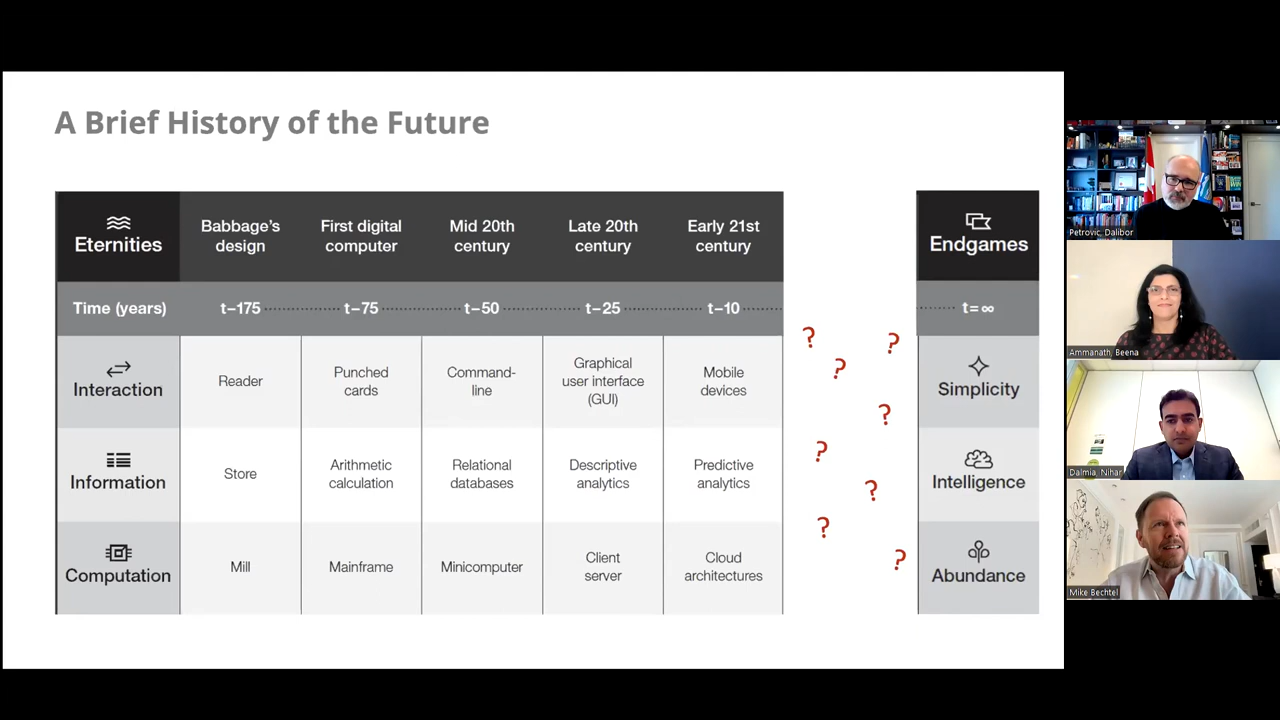 A Brief History of the Future
Eternities
Babbage's
design
First digital
computer
Mid 20th
century
Late 20th
century
Early 21st
century
Endgames
Time (years)
t–175
t–75
t–50
t–25
t–10
t=∞
Interaction
Reader
Punched
cards
Command-
line
Graphical
user interface
(GUI)
Mobile
devices
Simplicity
Information
Store
Arithmetic
calculation
Relational
databases
Descriptive
analytics
Predictive
analytics
Intelligence
Computation
Mill
Mainframe
Minicomputer
Client
server
Cloud
architectures
Abundance
?
?
?
?
?
?
?
?
Petrovic, Dalibor
Ammanath, Beena
Dalmia, Nihar
Mike Bechtel